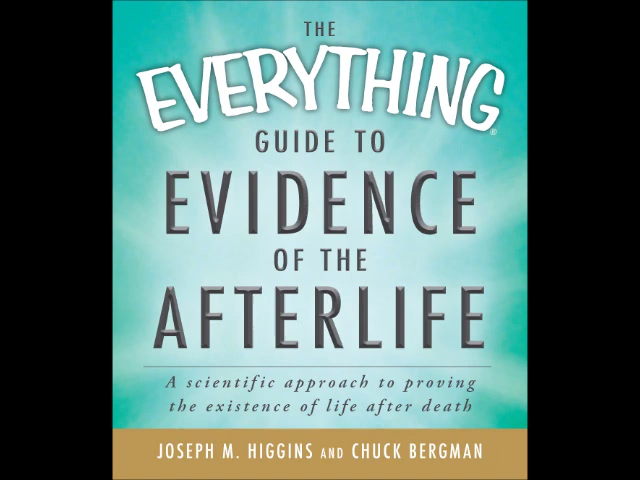 THE
EVERYTHING®
GUIDE TO
EVIDENCE
OF THE
AFTERLIFE
A scientific approach to proving
the existence of life after death
JOSEPH M. HIGGINS AND CHUCK BERGMAN